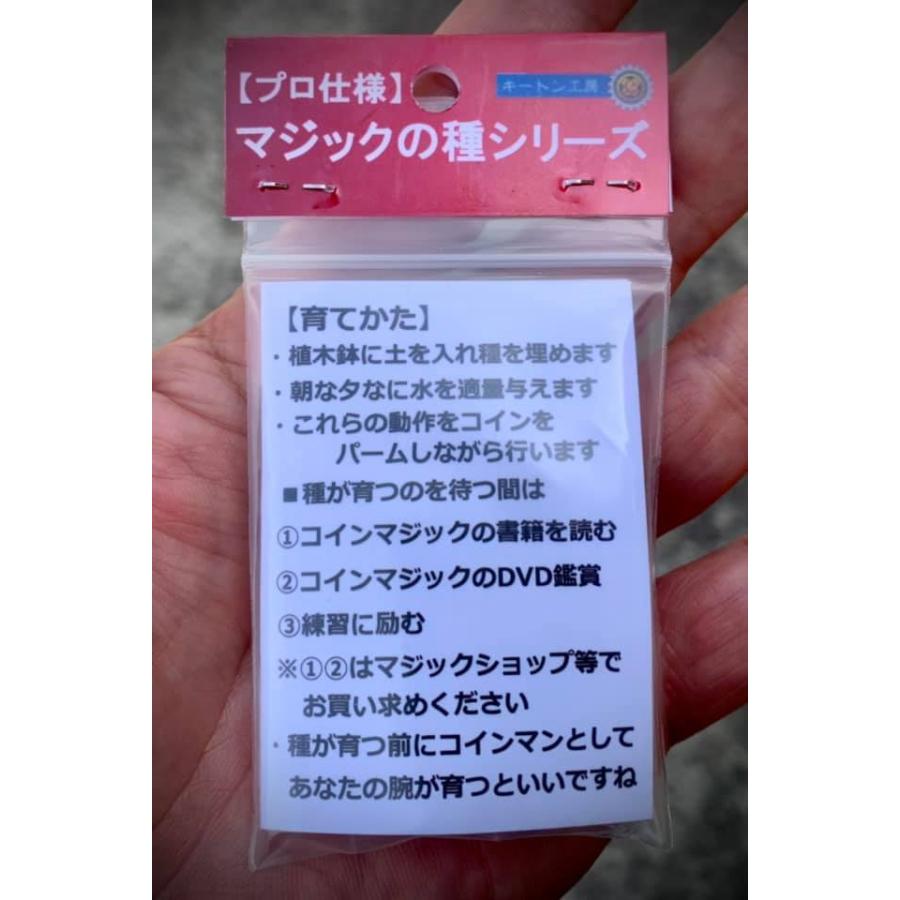 【プロ仕様】
キートン工房
マジックの種シリーズ
【育てかた】
・植木鉢に土を入れ種を埋めます
・朝な夕なに水を適量与えます
・これらの動作をコインを
パームしながら行います
■種が育つのを待つ間は
①コインマジックの書籍を読む
②コインマジックのDVD鑑賞
③練習に励む
※①②はマジックショップ等で
お買い求めください
・種が育つ前にコインマンとして
あなたの腕が育つといいですね